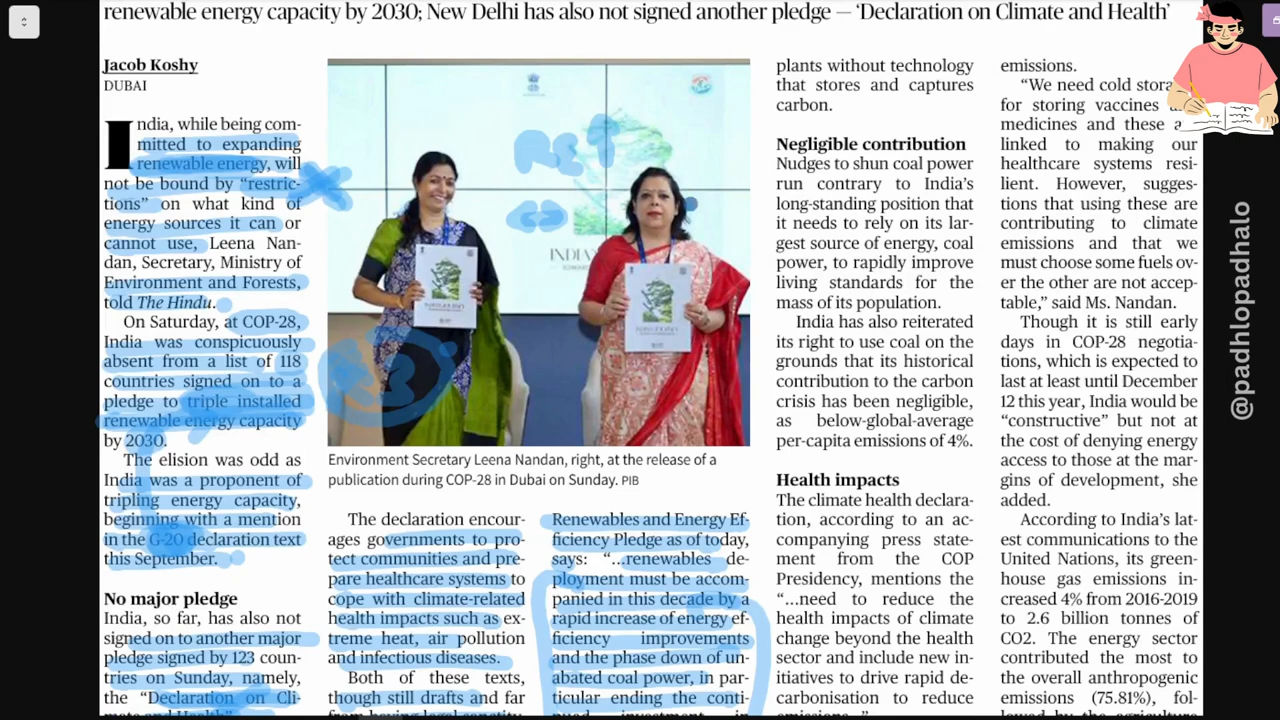 renewable energy capacity by 2030; New Delhi has also not signed another pledge — ‘Declaration on Climate and Health’
Jacob Koshy
DUBAI
India, while being com-
mitted to expanding
renewable energy, will
not be bound by “restric-
tions” on what kind of
energy sources it can or
cannot use, Leena Nan-
dan, Secretary, Ministry of
Environment and Forests,
told The Hindu.
On Saturday, at COP-28,
India was conspicuously
absent from a list of 118
countries signed on to a
pledge to triple installed
renewable energy capacity
by 2030.
The elision was odd as
India was a proponent of
tripling energy capacity,
beginning with a mention
in the G-20 declaration text
this September.
No major pledge
India, so far, has also not
signed on to another major
pledge signed by 123 coun-
tries on Sunday, namely,
the “Declaration on Cli-
mate and Health”.
Environment Secretary Leena Nandan, right, at the release of a
publication during COP-28 in Dubai on Sunday. PIB
The declaration encour-
ages governments to pro-
tect communities and pre-
pare healthcare systems to
cope with climate-related
health impacts such as ex-
treme heat, air pollution
and infectious diseases.
Both of these texts,
though still drafts and far
from having legal sanctity,
Renewables and Energy Ef-
ficiency Pledge as of today,
says: “...renewables de-
ployment must be accom-
panied in this decade by a
rapid increase of energy ef-
ficiency improvements
and the phase down of un-
abated coal power, in par-
ticular ending the conti-
nued investment in
plants without technology
that stores and captures
carbon.
Negligible contribution
Nudges to shun coal power
run contrary to India’s
long-standing position that
it needs to rely on its lar-
gest source of energy, coal
power, to rapidly improve
living standards for the
mass of its population.
India has also reiterated
its right to use coal on the
grounds that its historical
contribution to the carbon
crisis has been negligible,
as below-global-average
per-capita emissions of 4%.
Health impacts
The climate health declara-
tion, according to an ac-
companying press state-
ment from the COP
Presidency, mentions the
“...need to reduce the
health impacts of climate
change beyond the health
sector and include new in-
itiatives to drive rapid de-
carbonisation to reduce
emissions.”
emissions.
“We need cold
for storing vaccines
medicines and these
linked to making our
healthcare systems resi-
lient. However, sugges-
tions that using these are
contributing to climate
emissions and that we
must choose some fuels ov-
er the other are not accep-
table,” said Ms. Nandan.
Though it is still early
days in COP-28 negotia-
tions, which is expected to
last at least until December
12 this year, India would be
“constructive” but not at
the cost of denying energy
access to those at the mar-
gins of development, she
added.
According to India’s lat-
est communications to the
United Nations, its green-
house gas emissions in-
creased 4% from 2016-2019
to 2.6 billion tonnes of
CO2. The energy sector
contributed the most to
the overall anthropogenic
emissions (75.81%), fol-
lowed by the agriculture
@padhlopadhalo